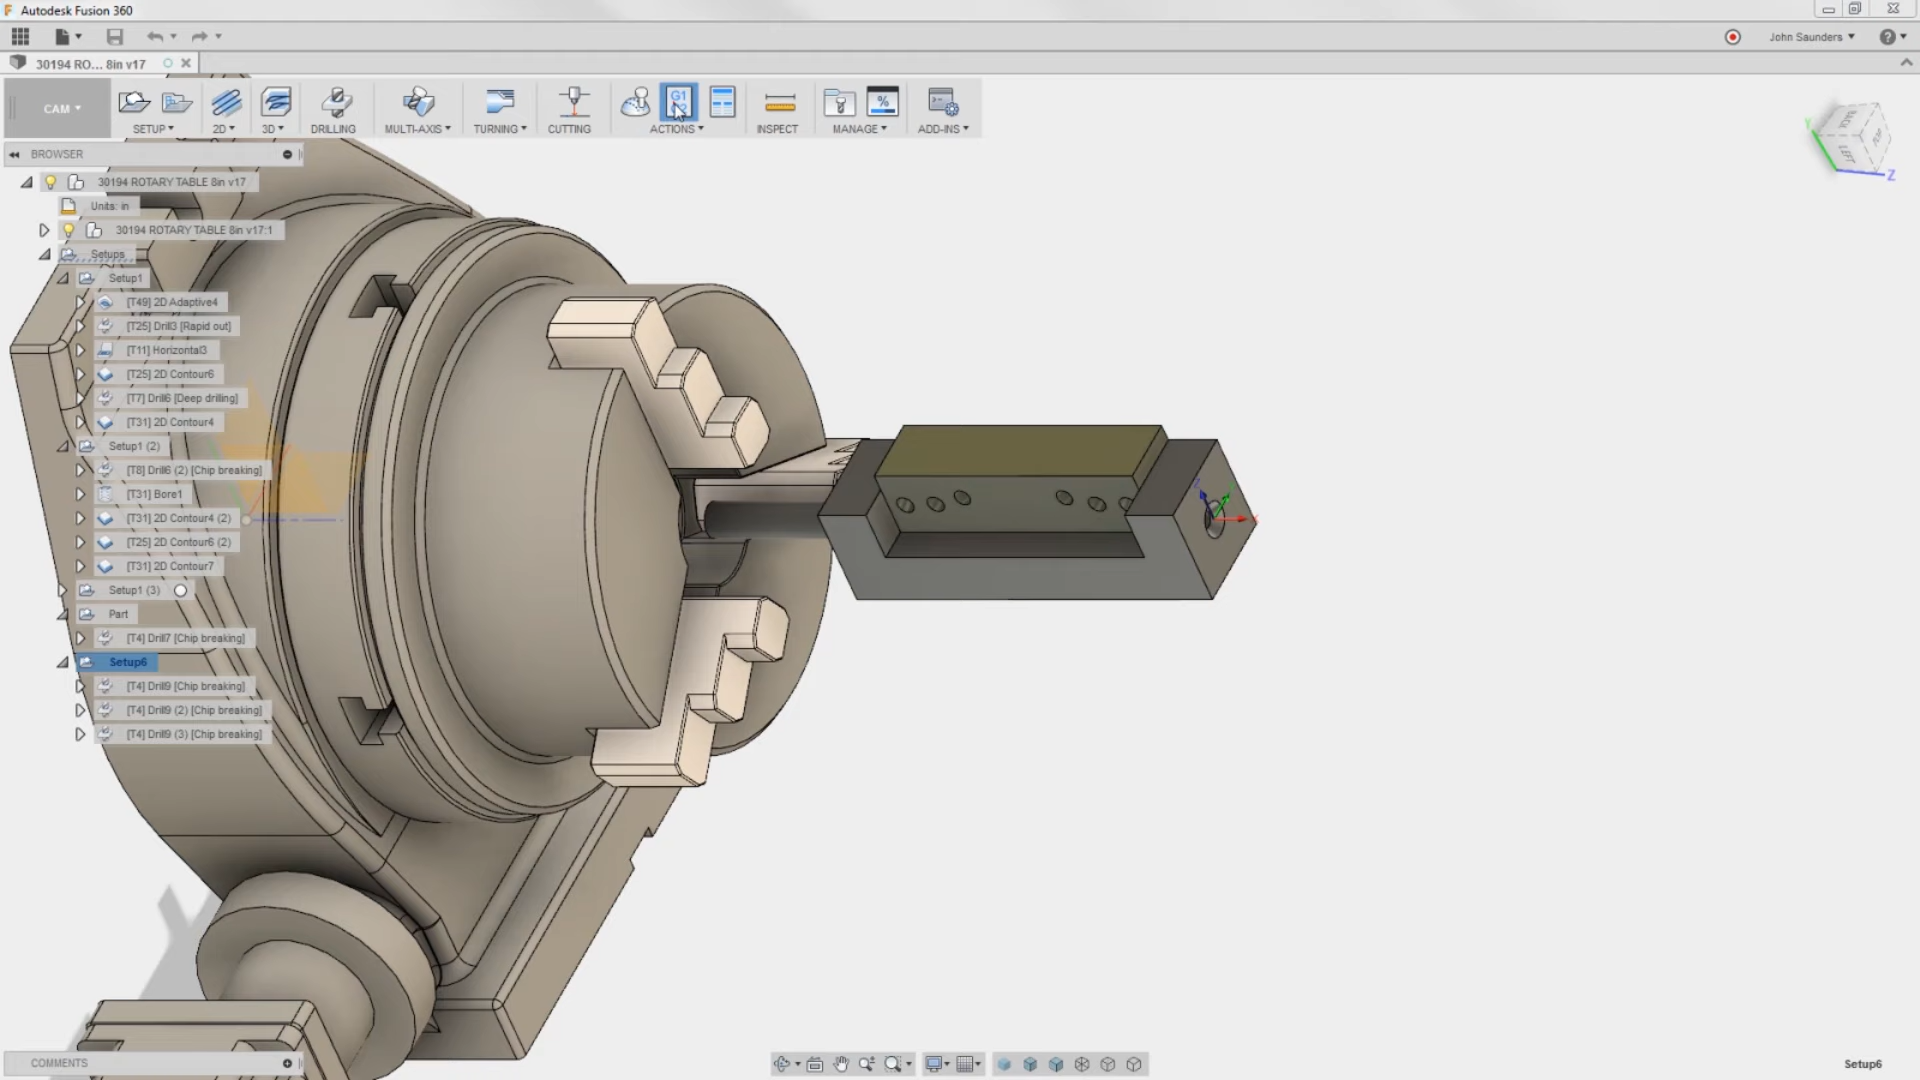 Autodesk Fusion 360
John Saunders
30194 RO... 8in v17
CAM
SETUP
2D
3D
DRILLING
MULTI-AXIS
TURNING
CUTTING
G1
ACTIONS
INSPECT
MANAGE
ADD-INS
BROWSER
30194 ROTARY TABLE 8in v17
Units: in
30194 ROTARY TABLE 8in v17:1
Setups
Setup1
[T49] 2D Adaptive4
[T25] Drill3 [Rapid out]
[T11] Horizontal3
[T25] 2D Contour6
[T7] Drill6 [Deep drilling]
[T31] 2D Contour4
Setup1 (2)
[T8] Drill6 (2) [Chip breaking]
[T31] Bore1
[T31] 2D Contour4 (2)
[T25] 2D Contour6 (2)
[T31] 2D Contour7
Setup1 (3)
Part
[T4] Drill7 [Chip breaking]
Setup6
[T4] Drill9 [Chip breaking]
[T4] Drill9 (2) [Chip breaking]
[T4] Drill9 (3) [Chip breaking]
BACK
LEFT
Y
Z
Z
X
COMMENTS
Setup6